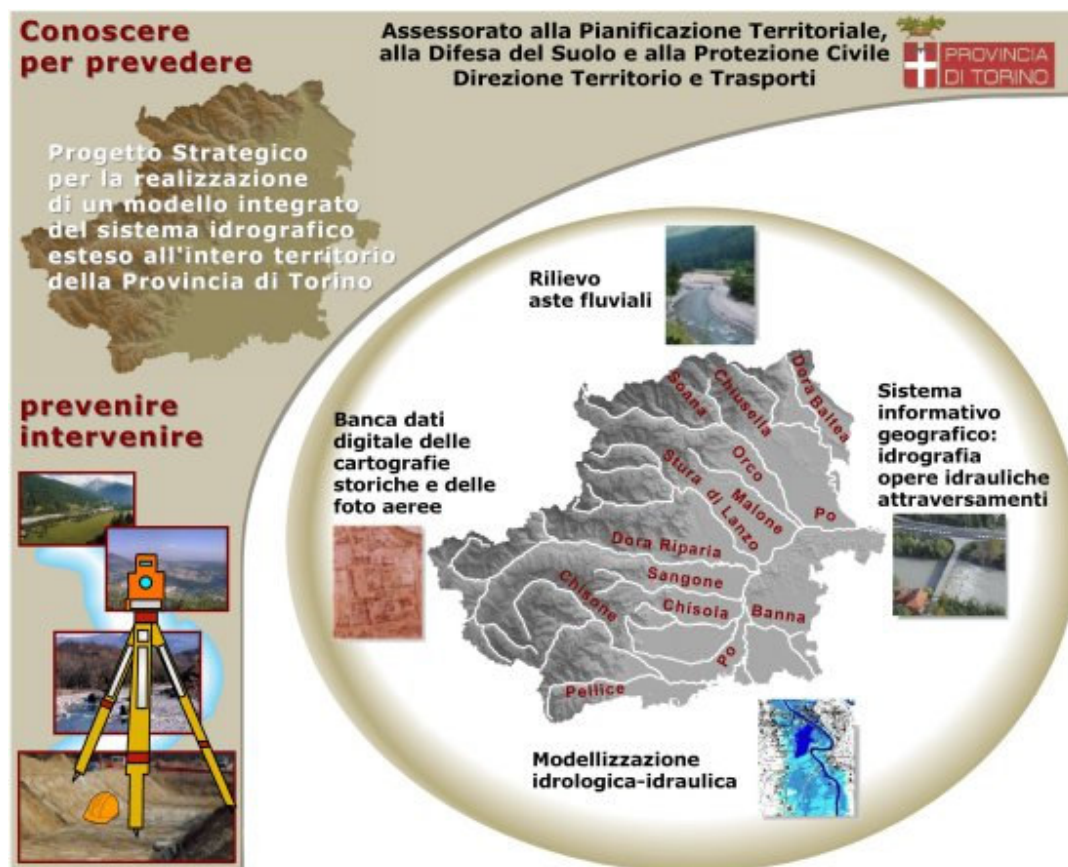 Conoscere
per prevedere
Assessorato alla Pianificazione Territoriale,
alla Difesa del Suolo e alla Protezione Civile
Direzione Territorio e Trasporti
PROVINCIA
DI TORINO
Progetto Strategico
per la realizzazione
di un modello integrato
del sistema idrografico
esteso all'intero territorio
della Provincia di Torino
prevenire
intervenire
Rilievo
aste fluviali
Banca dati
digitale delle
cartografie
storiche e delle
foto aeree
Sistema
informativo
geografico:
idrografia
opere idrauliche
attraversamenti
Soana
Chiusella
Dora Baltea
Orco
Stura di Lanzo
Malone
Po
Dora Riparia
Sangone
Chisone
Chisola
Banna
Po
Pellice
Modellizzazione
idrologica-idraulica